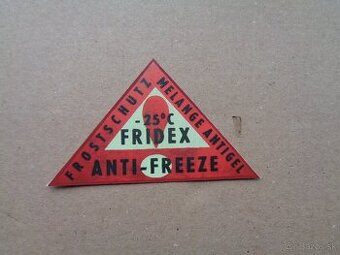 FROSTSCHUTZ
MELANGE ANTIGEL
-25°C
FRIDEX
ANTI-FREEZE